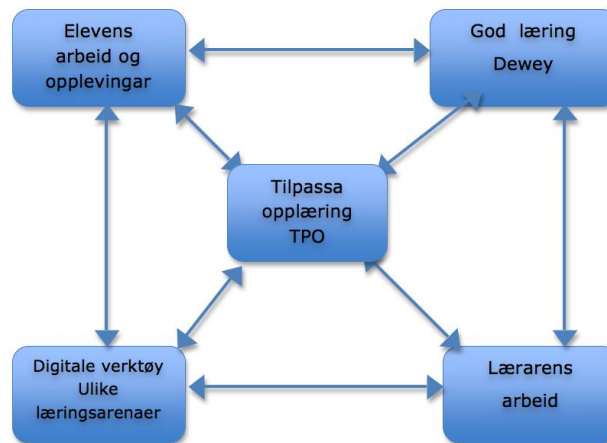 Elevens
arbeid og
opplevingar
God læring
Dewey
Tilpassa
opplæring
TPO
Digitale verktøy
Ulike
læringsarenaer
Lærarens
arbeid